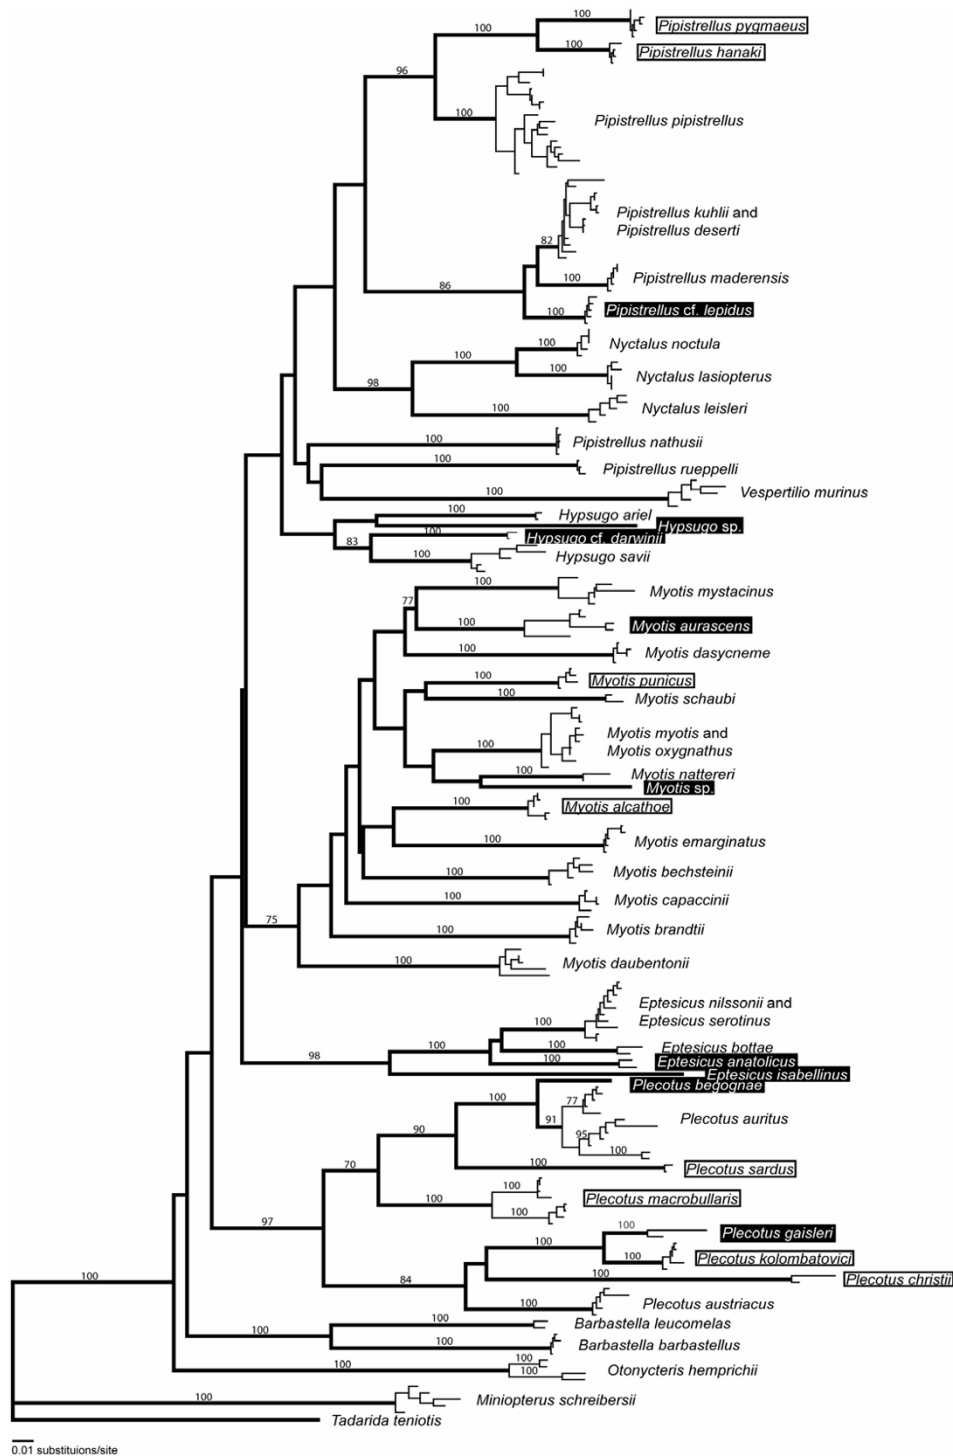 100
100
Pipistrellus pygmaeus
100
Pipistrellus hanaki
96
100
Pipistrellus pipistrellus
Pipistrellus kuhlii and
Pipistrellus deserti
82
100
Pipistrellus maderensis
86
100
Pipistrellus cf. lepidus
100
100
Nyctalus noctula
100
Nyctalus lasiopterus
98
100
Nyctalus leisleri
100
Pipistrellus nathusii
100
Pipistrellus rueppelli
100
Vespertilio murinus
100
Hypsugo ariel
Hypsugo sp.
100
Hypsugo cf. darwinii
83
100
Hypsugo savii
100
Myotis mystacinus
77
100
Myotis aurascens
100
Myotis dasycneme
100
Myotis punicus
100
Myotis schaubi
Myotis myotis and
100
Myotis oxygnathus
100
Myotis nattereri
Myotis sp.
100
Myotis alcathoe
100
Myotis emarginatus
100
Myotis bechsteinii
100
Myotis capaccinii
100
Myotis brandtii
75
100
Myotis daubentonii
Eptesicus nilssonii and
100
Eptesicus serotinus
98
100
100
Eptesicus bottae
100
Eptesicus anatolicus
Eptesicus isabellinus
Plecotus begognae
100
77
91
Plecotus auritus
95
90
100
100
Plecotus sardus
70
100
100
Plecotus macrobullaris
100
97
100
Plecotus gaisleri
100
100
Plecotus kolombatovici
100
Plecotus christii
84
100
Plecotus austriacus
100
100
Barbastella leucomelas
100
100
Barbastella barbastellus
100
100
100
Otonycteris hemprichii
100
Miniopterus schreibersii
Tadarida teniotis
0.01 substituions/site